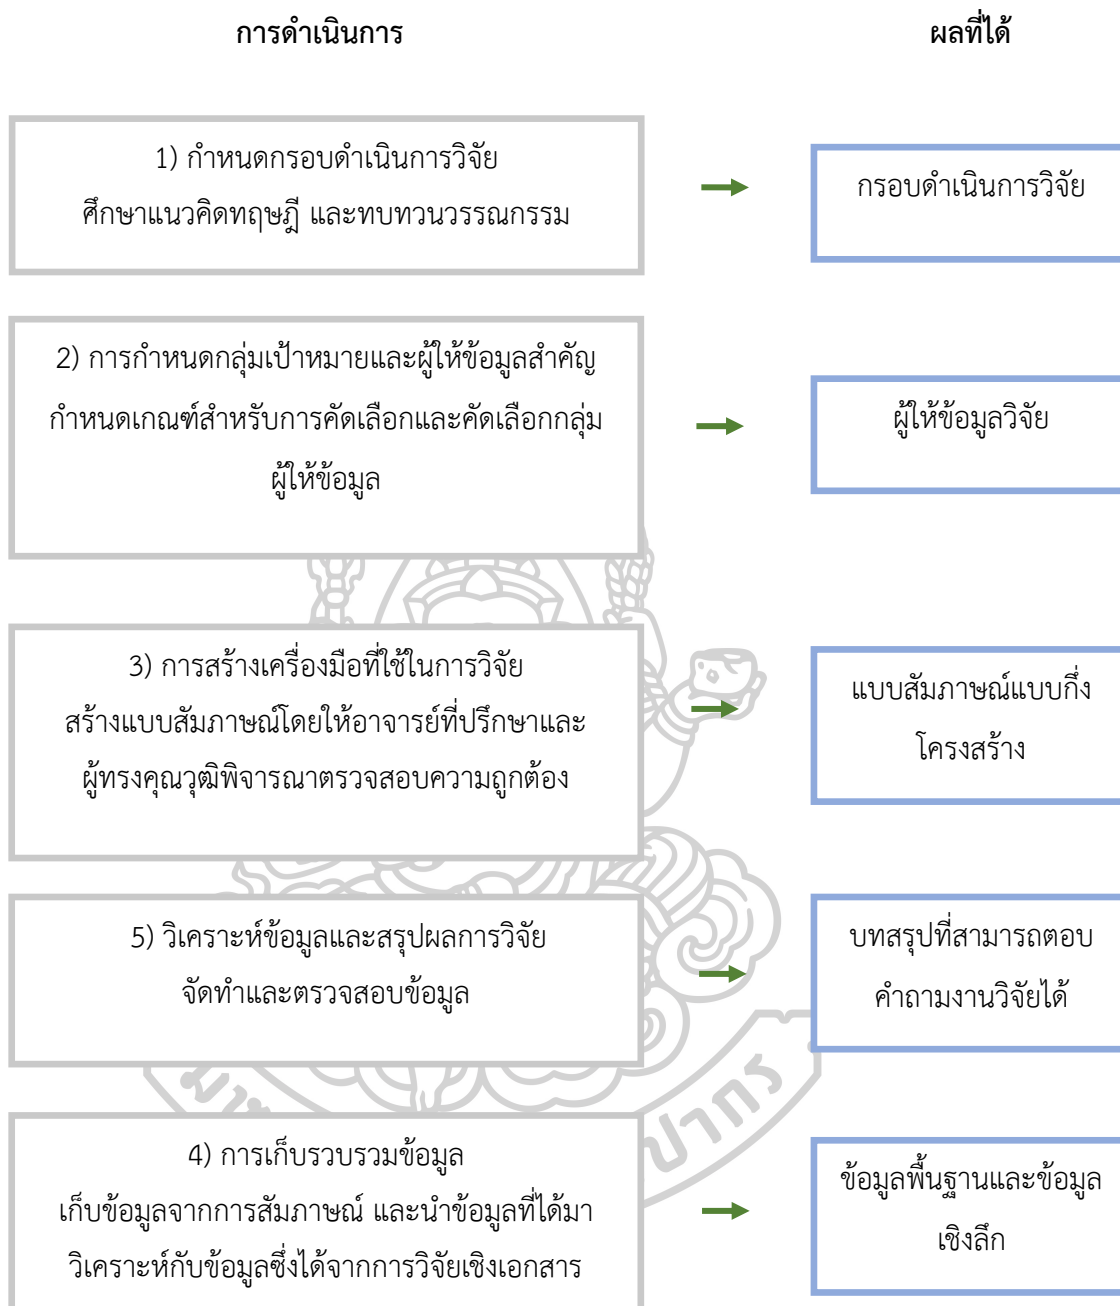 การดำเนินการ
ผลที่ได้
1) กำหนดกรอบดำเนินการวิจัย
ศึกษาแนวคิดทฤษฎี และทบทวนวรรณกรรม
กรอบดำเนินการวิจัย
2) การกำหนดกลุ่มเป้าหมายและผู้ให้ข้อมูลสำคัญ
กำหนดเกณฑ์สำหรับการคัดเลือกและคัดเลือกกลุ่ม
ผู้ให้ข้อมูล
ผู้ให้ข้อมูลวิจัย
3) การสร้างเครื่องมือที่ใช้ในการวิจัย
สร้างแบบสัมภาษณ์โดยให้อาจารย์ที่ปรึกษาและ
ผู้ทรงคุณวุฒิพิจารณาตรวจสอบความถูกต้อง
แบบสัมภาษณ์แบบกึ่ง
โครงสร้าง
5) วิเคราะห์ข้อมูลและสรุปผลการวิจัย
จัดทำและตรวจสอบข้อมูล
บทสรุปที่สามารถตอบ
คำถามงานวิจัยได้
4) การเก็บรวบรวมข้อมูล
เก็บข้อมูลจากการสัมภาษณ์ และนำข้อมูลที่ได้มา
วิเคราะห์กับข้อมูลซึ่งได้จากการวิจัยเชิงเอกสาร
ข้อมูลพื้นฐานและข้อมูล
เชิงลึก